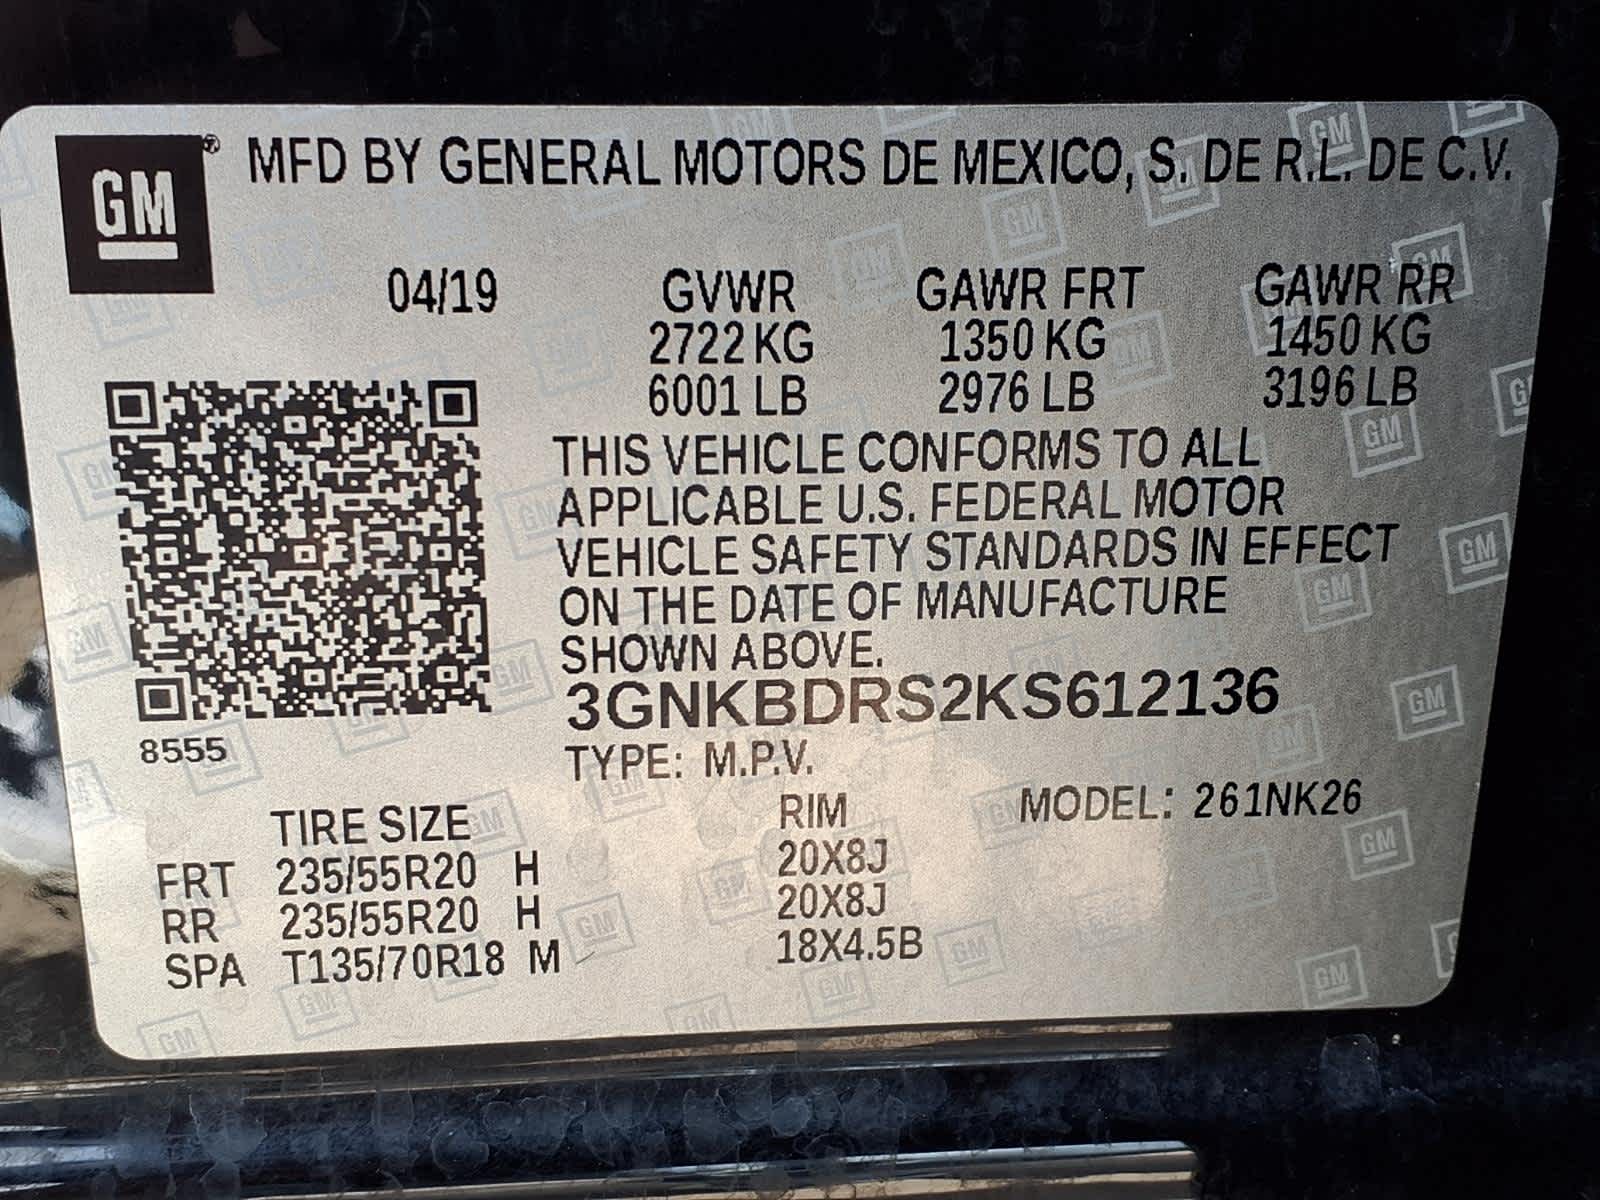 GM® MFD BY GENERAL MOTORS DE MEXICO, S. DE R.L. DE C.V.
04/19 GVWR GAWR FRT GAWR RR
2722 KG 1350 KG 1450 KG
6001 LB 2976 LB 3196 LB
THIS VEHICLE CONFORMS TO ALL
APPLICABLE U.S. FEDERAL MOTOR
VEHICLE SAFETY STANDARDS IN EFFECT
ON THE DATE OF MANUFACTURE
SHOWN ABOVE.
3GNKBDRS2KS612136
8555
TYPE: M.P.V.
TIRE SIZE RIM MODEL: 261NK26
FRT 235/55R20 H 20X8J
RR 235/55R20 H 20X8J
SPA T135/70R18 M 18X4.5B